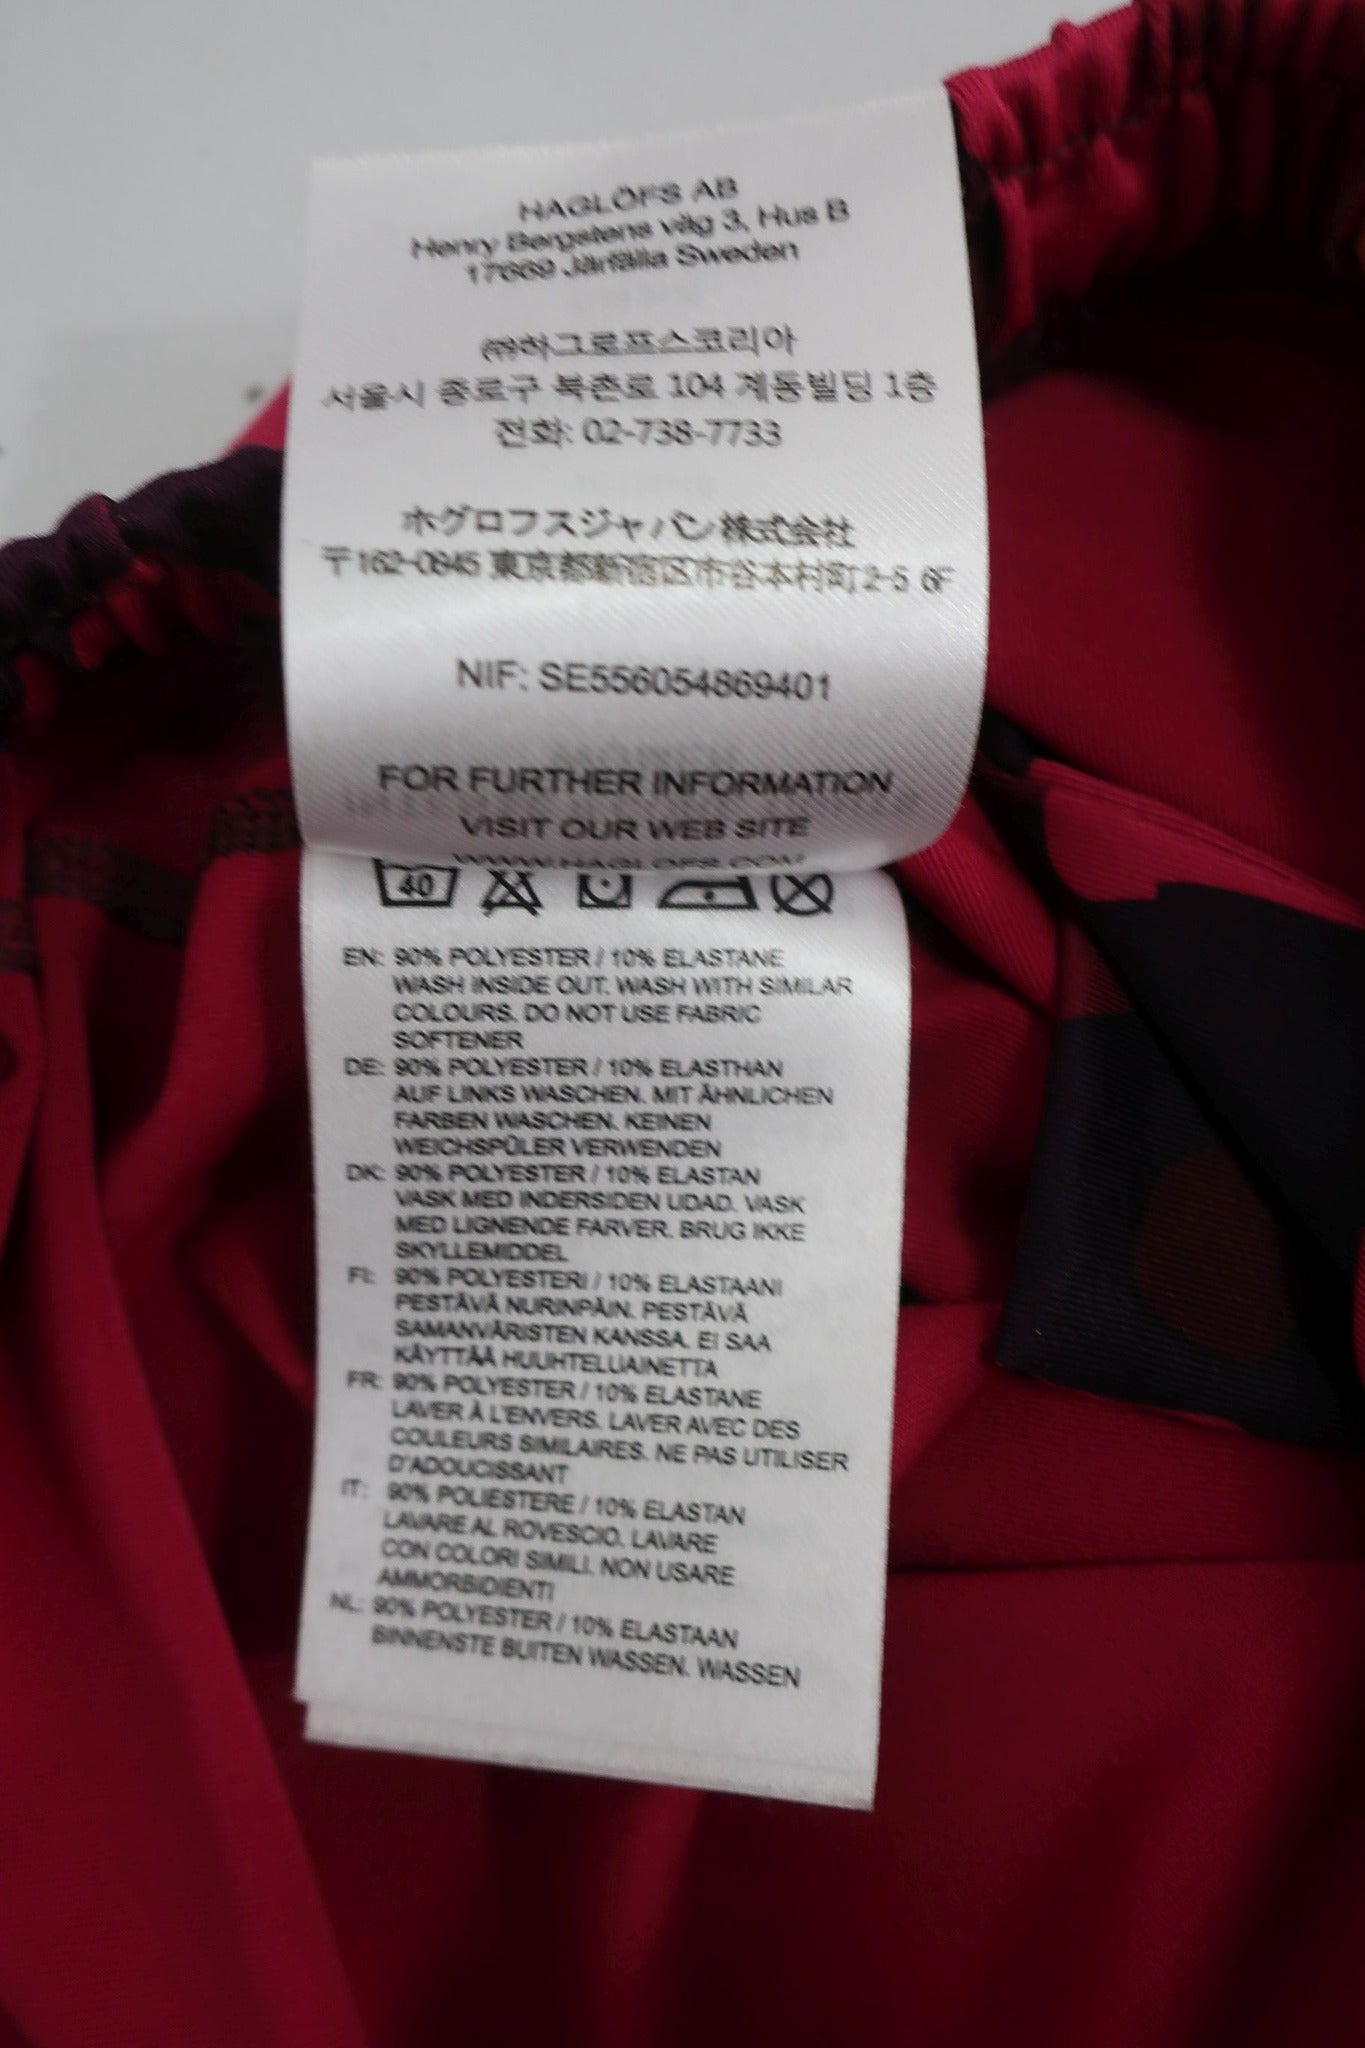 HAGLÖFS AB
Henry Bergstens väg 3, Hus B
17669 Järfälla Sweden
㈜하그로프스코리아
서울시 종로구 북촌로 104 계동빌딩 1층
전화: 02-738-7733
ホグロフスジャパン株式会社
〒162-0845 東京都新宿区市谷本村町2-5 6F
NIF: SE556054869401
FOR FURTHER INFORMATION
VISIT OUR WEB SITE
WWW.HAGLOFS.COM
40
EN: 90% POLYESTER / 10% ELASTANE
WASH INSIDE OUT. WASH WITH SIMILAR
COLOURS. DO NOT USE FABRIC
SOFTENER
DE: 90% POLYESTER / 10% ELASTHAN
AUF LINKS WASCHEN. MIT ÄHNLICHEN
FARBEN WASCHEN. KEINEN
WEICHSPÜLER VERWENDEN
DK: 90% POLYESTER / 10% ELASTAN
VASK MED INDERSIDEN UDAD. VASK
MED LIGNENDE FARVER. BRUG IKKE
SKYLLEMIDDEL
FI: 90% POLYESTERI / 10% ELASTAANI
PESTÄVÄ NURINPÄIN. PESTÄVÄ
SAMANVÄRISTEN KANSSA. EI SAA
KÄYTTÄÄ HUUHTELUAINETTA
FR: 90% POLYESTER / 10% ELASTANE
LAVER À L'ENVERS. LAVER AVEC DES
COULEURS SIMILAIRES. NE PAS UTILISER
D'ADOUCISSANT
IT: 90% POLIESTERE / 10% ELASTAN
LAVARE AL ROVESCIO. LAVARE
CON COLORI SIMILI. NON USARE
AMMORBIDIENTI
NL: 90% POLYESTER / 10% ELASTAAN
BINNENSTE BUITEN WASSEN. WASSEN